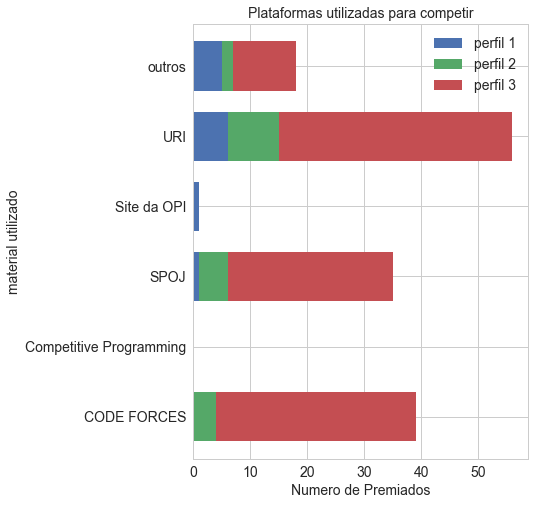 Plataformas utilizadas para competir
perfil 1
perfil 2
perfil 3
material utilizado
outros
URI
Site da OPI
SPOJ
Competitive Programming
CODE FORCES
0 10 20 30 40 50
Numero de Premiados